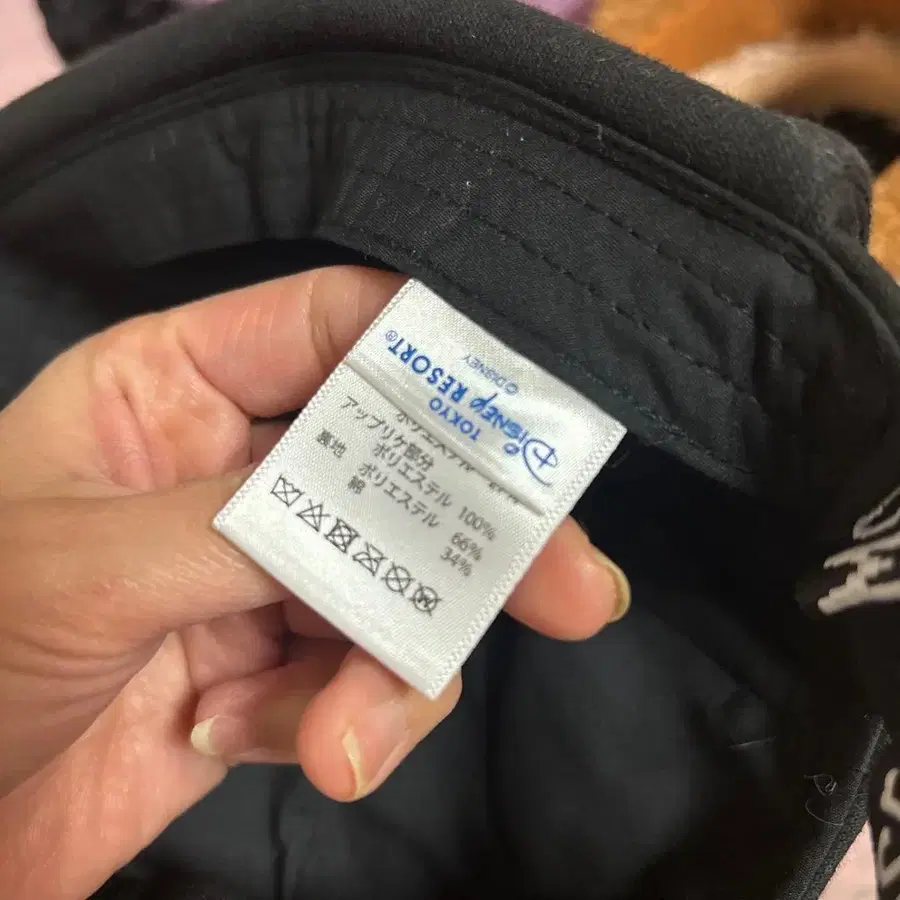 TOKYO
DISNEY RESORT®
© DISNEY
ポリエステル
アップリケ部分
ポリエステル 100%
裏地 ポリエステル 66%
綿 34%